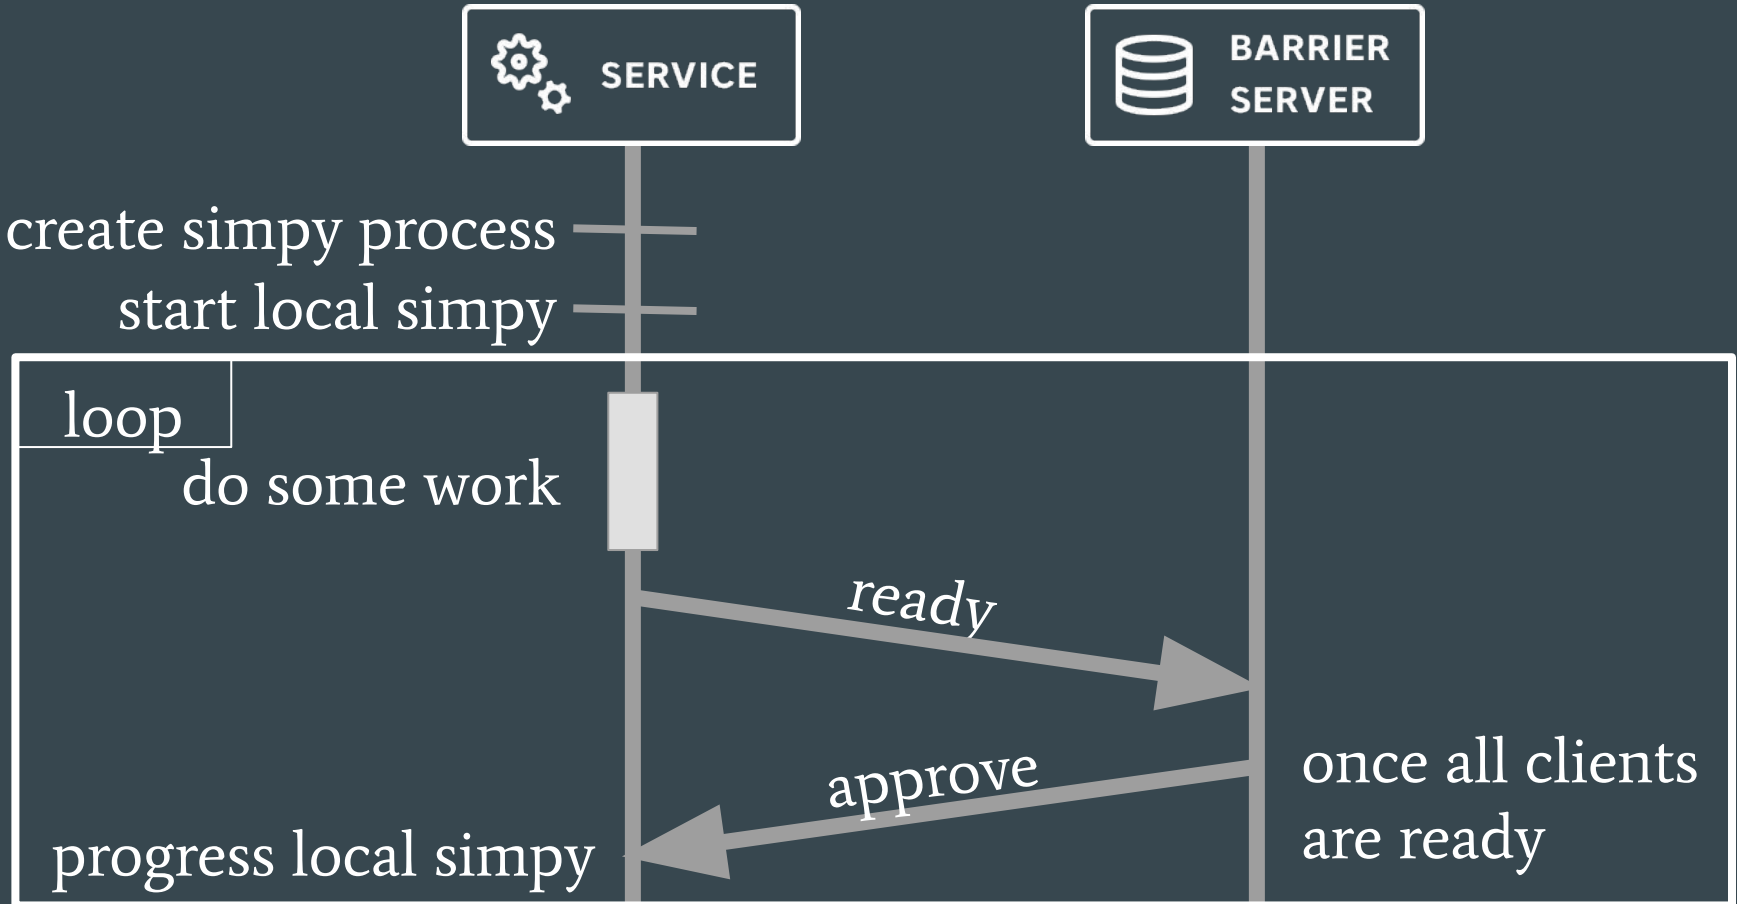 SERVICE
BARRIER
SERVER
create simpy process
start local simpy
loop
do some work
ready
approve
once all clients
are ready
progress local simpy